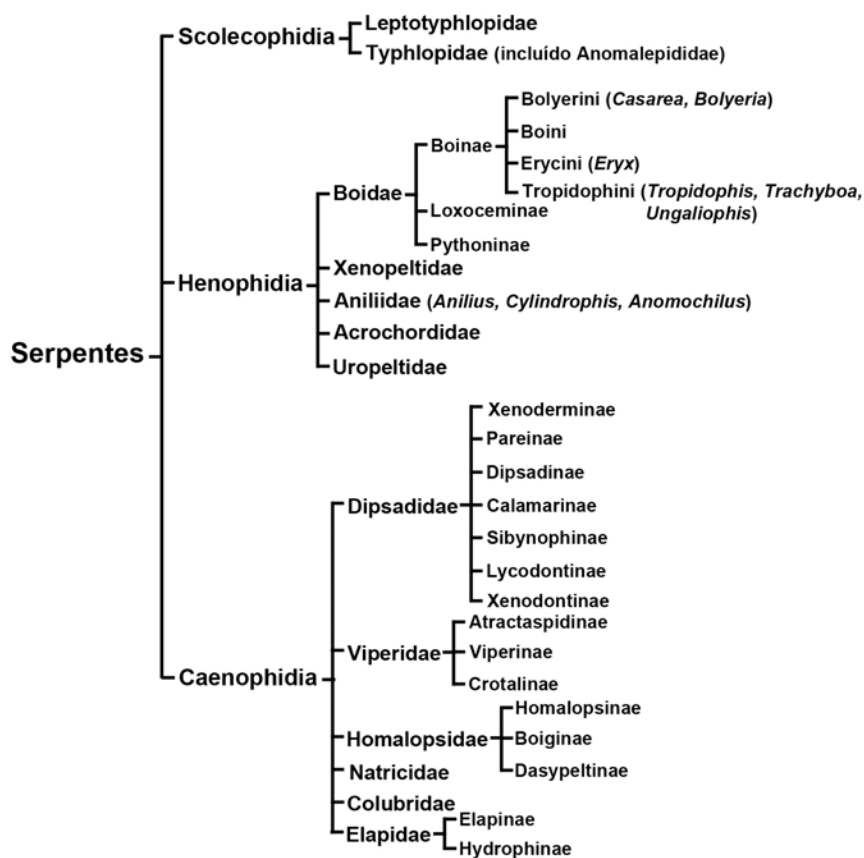 Leptotyphlopidae
Scolecophidia
Typhlopidae (incluído Anomalepididae)
Bolyerini (Casarea, Bolyeria)
Boini
Boinae
Erycini (Eryx)
Boidae
Tropidophini (Tropidophis, Trachyboa,
Ungaliophis)
Loxoceminae
Pythoninae
Xenopeltidae
Henophidia
Aniliidae (Anilius, Cylindrophis, Anomochilus)
Acrochordidae
Serpentes
Uropeltidae
Xenoderminae
Pareinae
Dipsadinae
Dipsadidae
Calamarinae
Sibynophinae
Lycodontinae
Xenodontinae
Atractaspidinae
Viperidae
Viperinae
Caenophidia
Crotalinae
Homalopsinae
Homalopsidae
Boiginae
Natricidae
Dasypeltinae
Colubridae
Elapinae
Elapidae
Hydrophinae